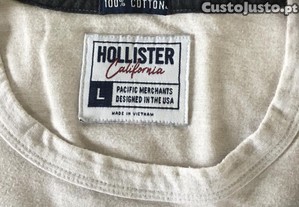 CustoJusto.pt
100% COTTON.
HOLLISTER
California
L
PACIFIC MERCHANTS
DESIGNED IN THE USA
MADE IN VIETNAM